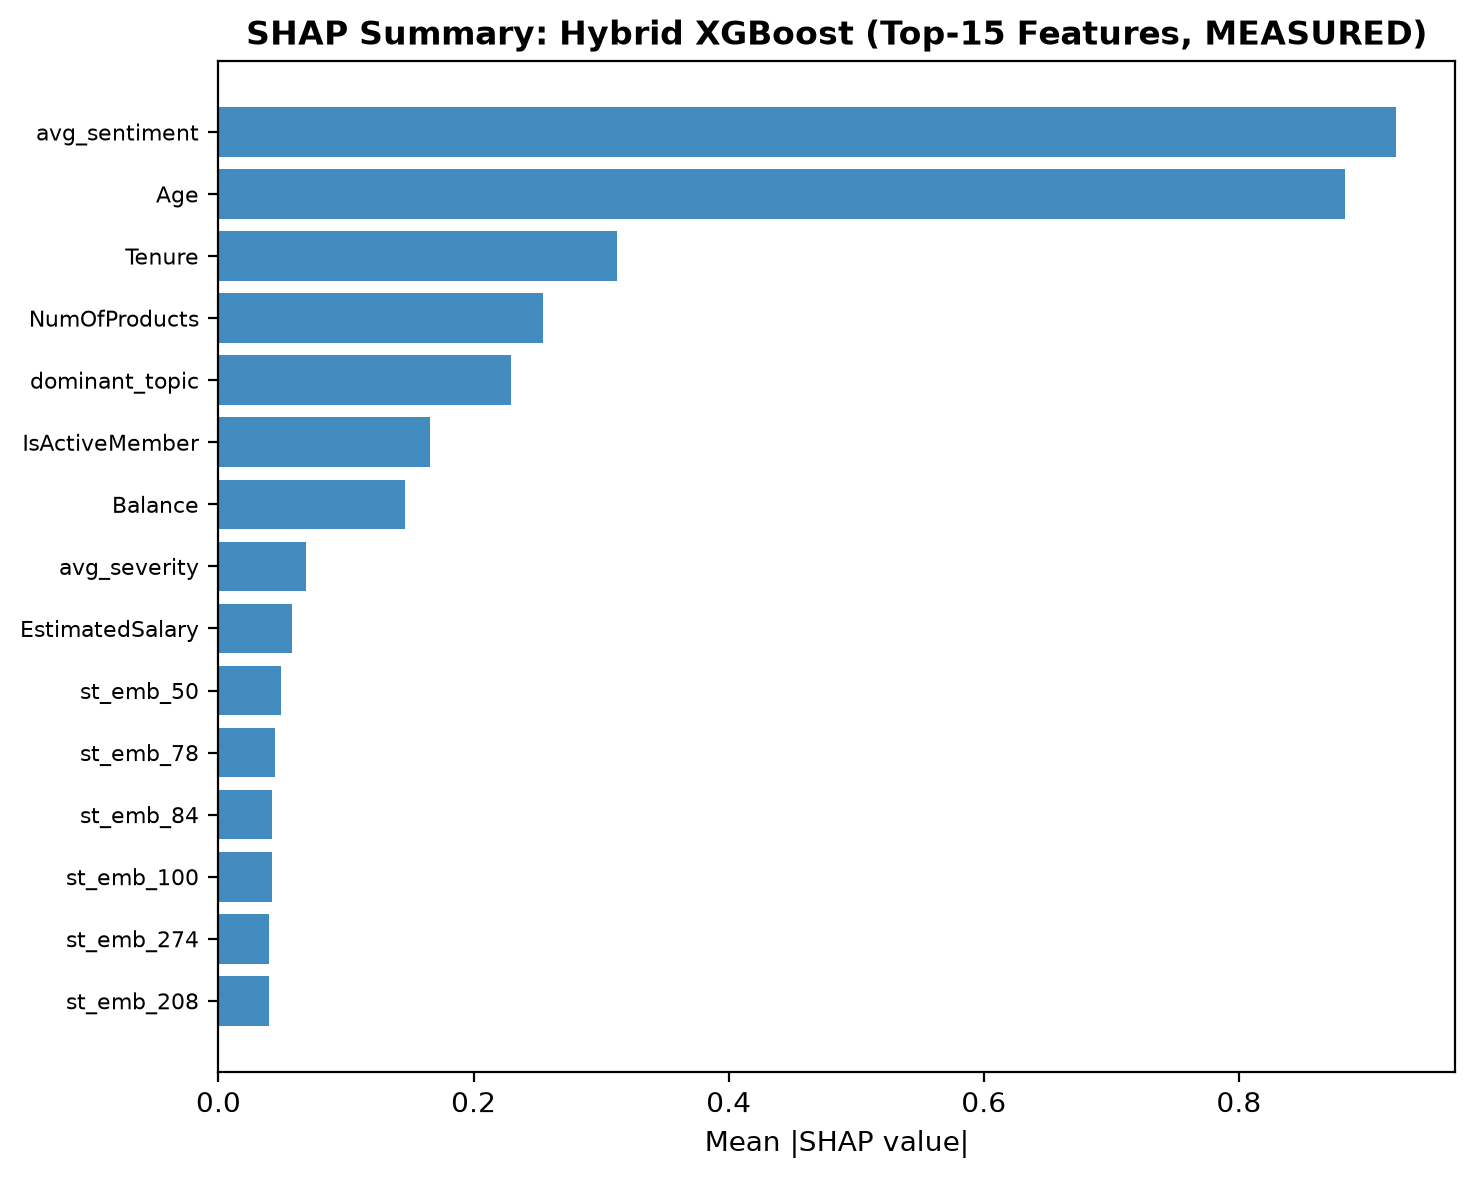 SHAP Summary: Hybrid XGBoost (Top-15 Features, MEASURED)
avg_sentiment
Age
Tenure
NumOfProducts
dominant_topic
IsActiveMember
Balance
avg_severity
EstimatedSalary
st_emb_50
st_emb_78
st_emb_84
st_emb_100
st_emb_274
st_emb_208
0.0 0.2 0.4 0.6 0.8
Mean |SHAP value|